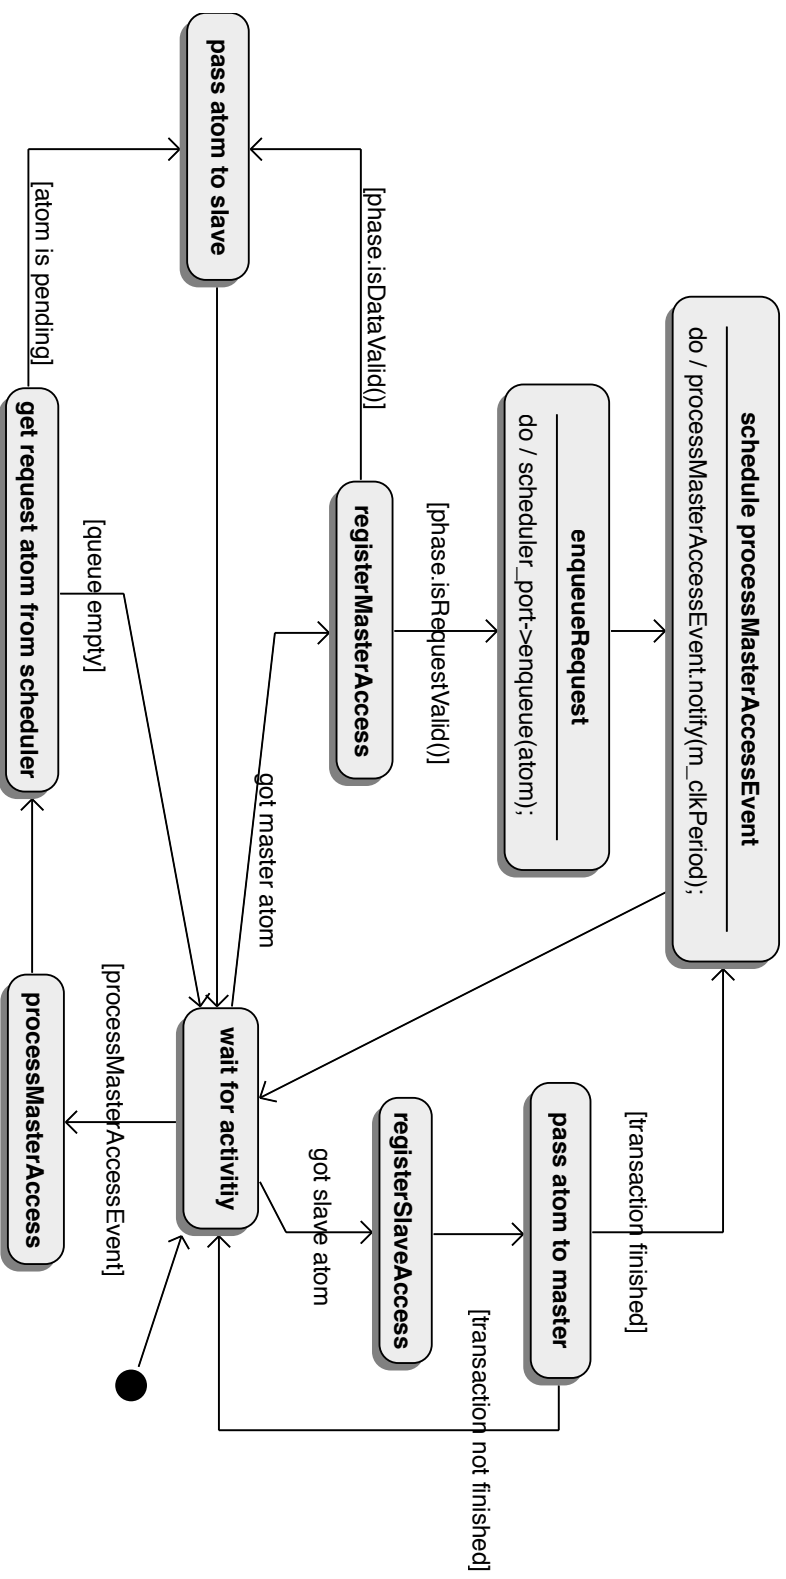 schedule processMasterAccessEvent
do / processMasterAccessEvent.notify(m_clkPeriod);
[transaction finished]
enqueueRequest
do / scheduler_port->enqueue(atom);
pass atom to master
[phase.isRequestValid()]
[transaction not finished]
[phase.isDataValid()]
registerMasterAccess
registerSlaveAccess
got master atom
got slave atom
pass atom to slave
wait for activitiy
[queue empty]
[processMasterAccessEvent]
[atom is pending]
get request atom from scheduler
processMasterAccess